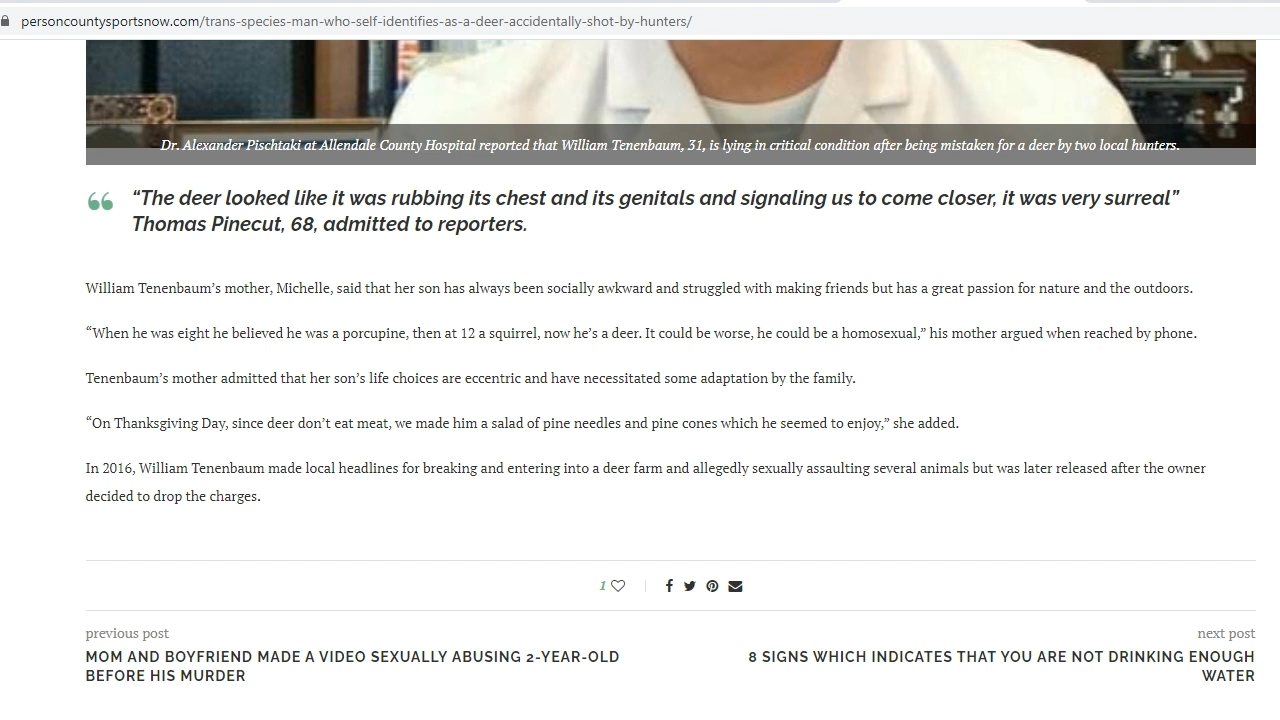 personcountysportsnow.com/trans-species-man-who-self-identifies-as-a-deer-accidentally-shot-by-hunters/
Dr. Alexander Pischtaki at Allendale County Hospital reported that William Tenenbaum, 31, is lying in critical condition after being mistaken for a deer by two local hunters.
“The deer looked like it was rubbing its chest and its genitals and signaling us to come closer, it was very surreal”
Thomas Pinecut, 68, admitted to reporters.
William Tenenbaum’s mother, Michelle, said that her son has always been socially awkward and struggled with making friends but has a great passion for nature and the outdoors.
“When he was eight he believed he was a porcupine, then at 12 a squirrel, now he’s a deer. It could be worse, he could be a homosexual,” his mother argued when reached by phone.
Tenenbaum’s mother admitted that her son’s life choices are eccentric and have necessitated some adaptation by the family.
“On Thanksgiving Day, since deer don’t eat meat, we made him a salad of pine needles and pine cones which he seemed to enjoy,” she added.
In 2016, William Tenenbaum made local headlines for breaking and entering into a deer farm and allegedly sexually assaulting several animals but was later released after the owner
decided to drop the charges.
1
previous post
MOM AND BOYFRIEND MADE A VIDEO SEXUALLY ABUSING 2-YEAR-OLD
BEFORE HIS MURDER
next post
8 SIGNS WHICH INDICATES THAT YOU ARE NOT DRINKING ENOUGH
WATER